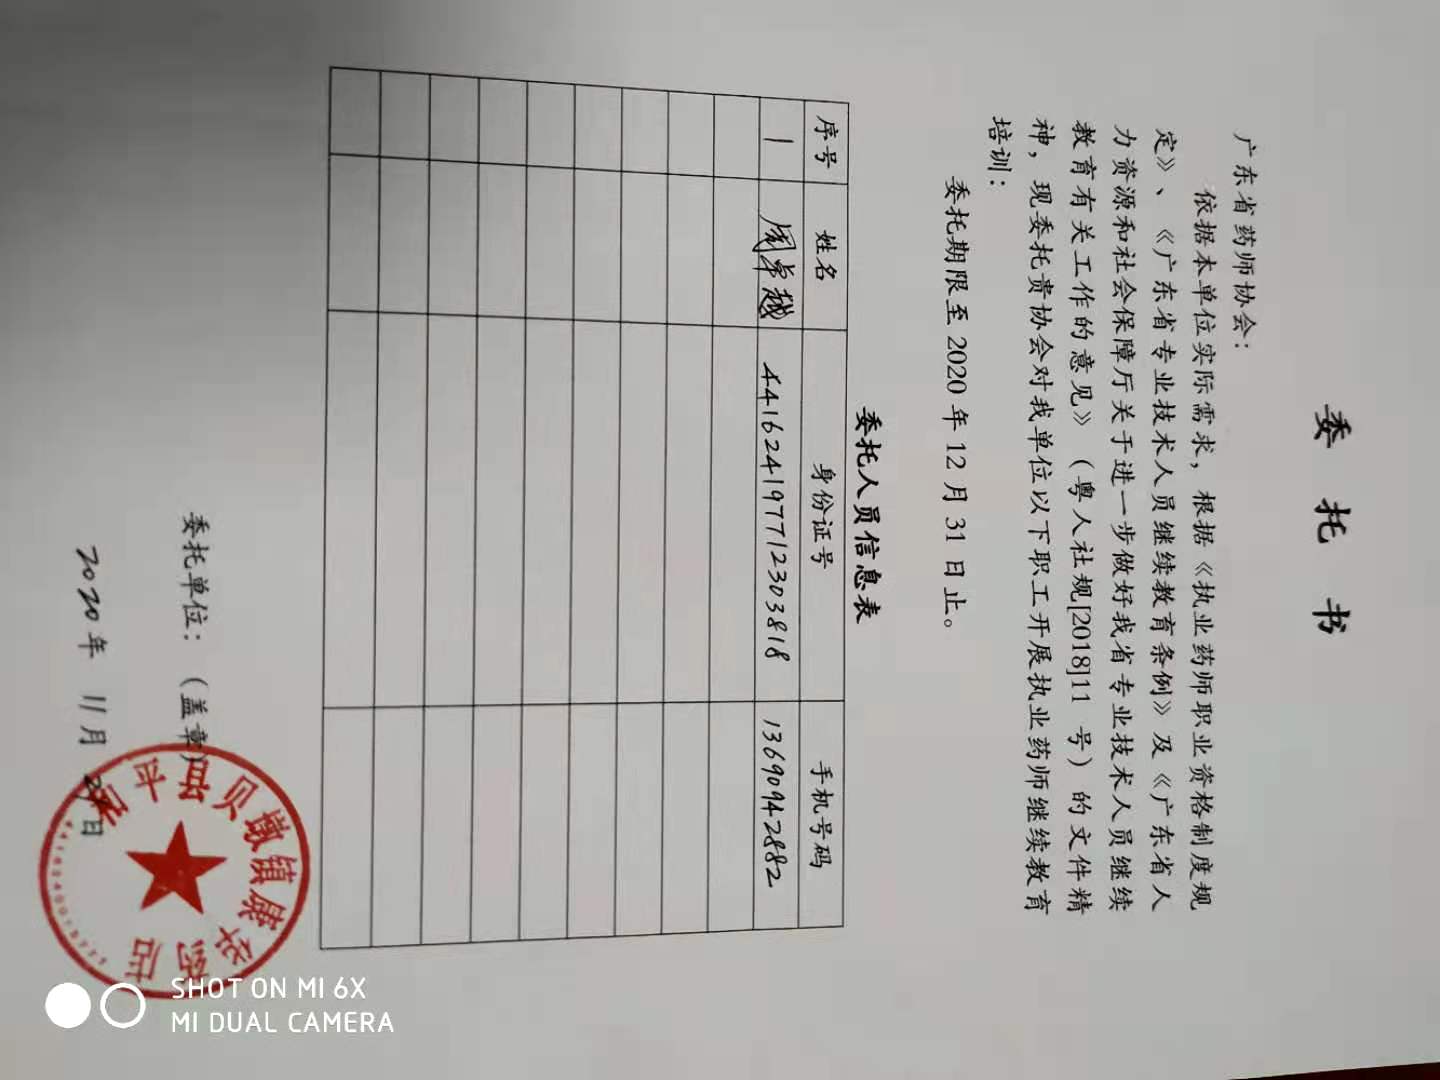 委托书
广东省药师协会：
依据本单位实际需求，根据《执业药师职业资格制度规
定》、《广东省专业技术人员继续教育条例》及《广东省人
力资源和社会保障厅关于进一步做好我省专业技术人员继续
教育有关工作的意见》（粤人社规[2018]11 号）的文件精
神，现委托贵协会对我单位以下职工开展执业药师继续教育
培训：
委托期限至 2020 年 12 月 31 日止。
委托人员信息表
序号 姓名 身份证号 手机号码
1 周卓越 441624197712303818 13690942882
和平县贝墩镇康华药店
委托单位：（盖章）
2020年 11月 日
SHOT ON MI 6X
MI DUAL CAMERA